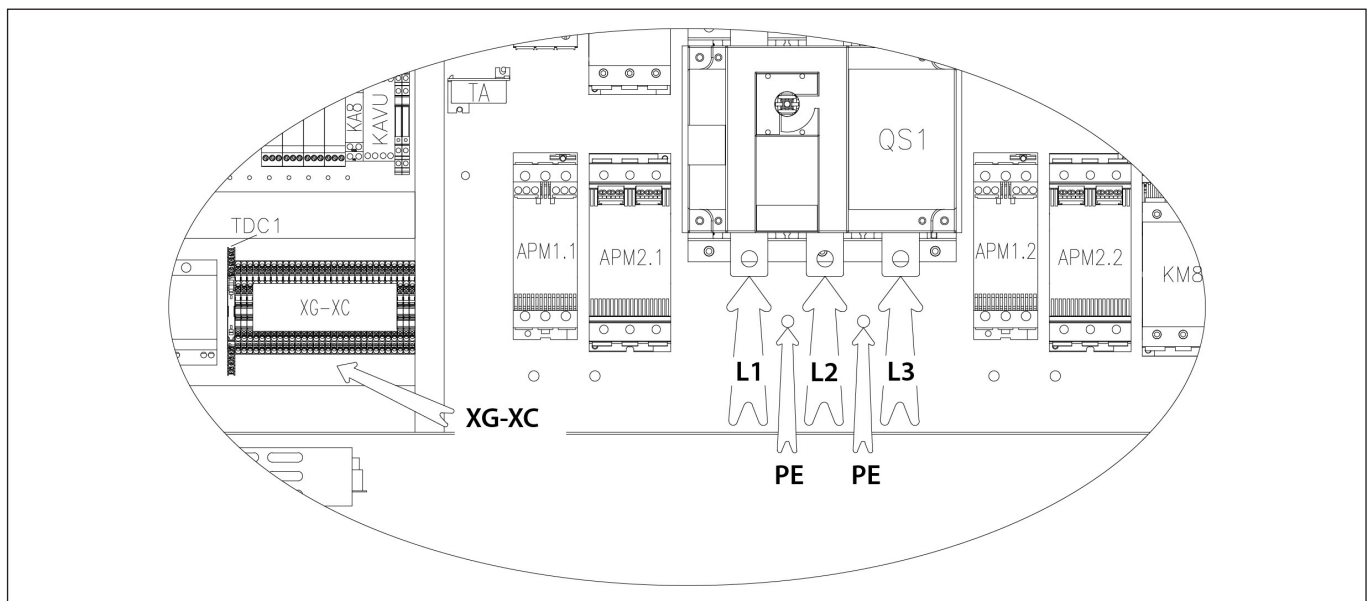 TA
KA8
KAVU
QS1
TDC1
APM1.1
APM2.1
APM1.2
APM2.2
KM8
XG-XC
L1
L2
L3
XG-XC
PE
PE